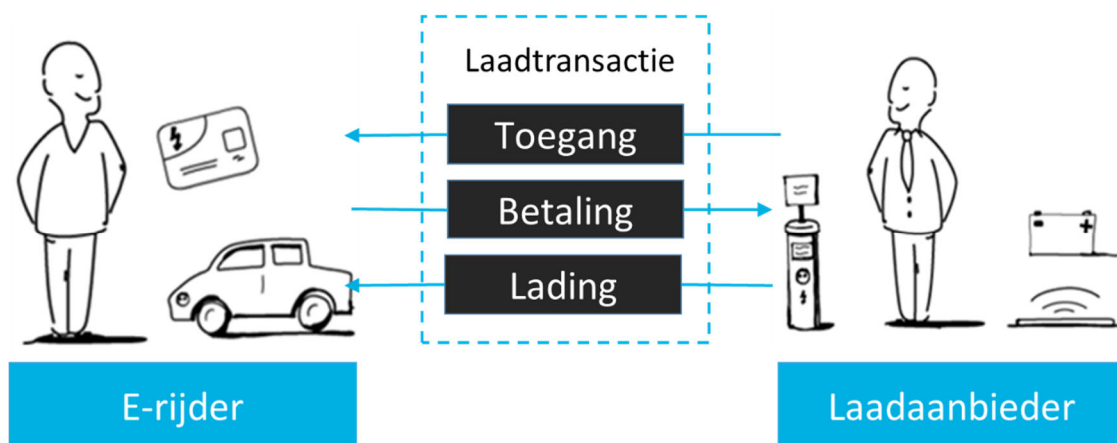 Laadtransactie
Toegang
Betaling
Lading
E-rijder
Laadaanbieder